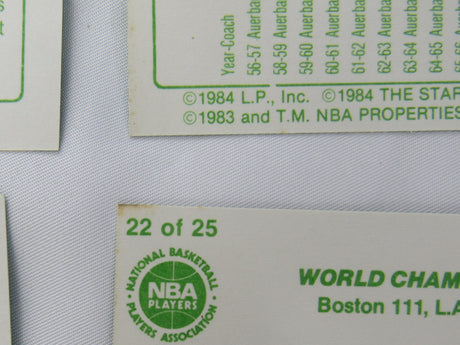 Year-Coach
56-57 Auerba
58-59 Auerba
59-60 Auerba
60-61 Auerba
61-62 Auerba
62-63 Auerba
63-64 Auerba
64-65 Auerba
©1984 L.P., Inc. ©1984 THE STAR
©1983 and T.M. NBA PROPERTIES
22 of 25
NATIONAL BASKETBALL
NBA
PLAYERS
PLAYERS ASSOCIATION
WORLD CHAM
Boston 111, L.A